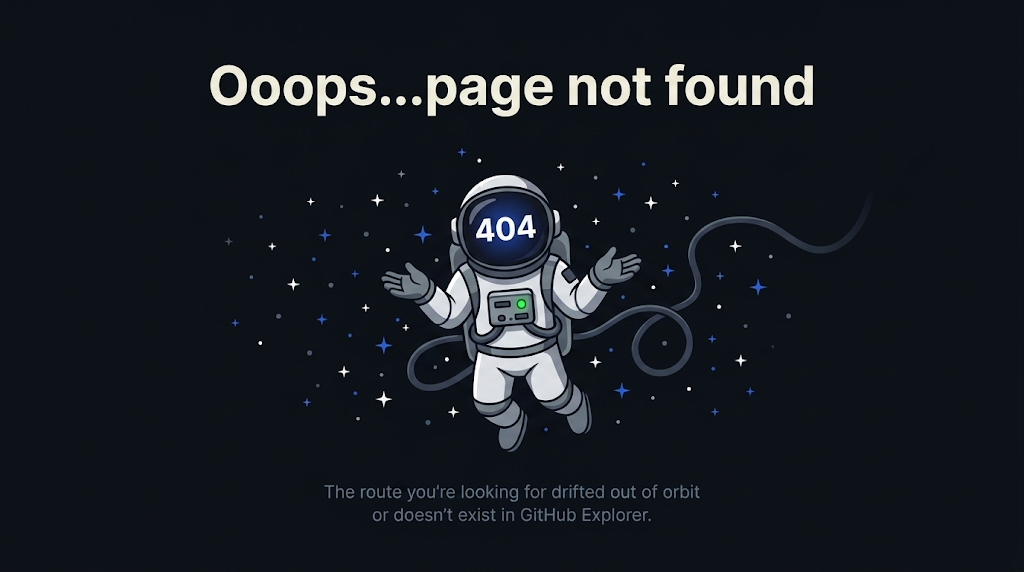 Ooops...page not found
404
The route you're looking for drifted out of orbit
or doesn’t exist in GitHub Explorer.